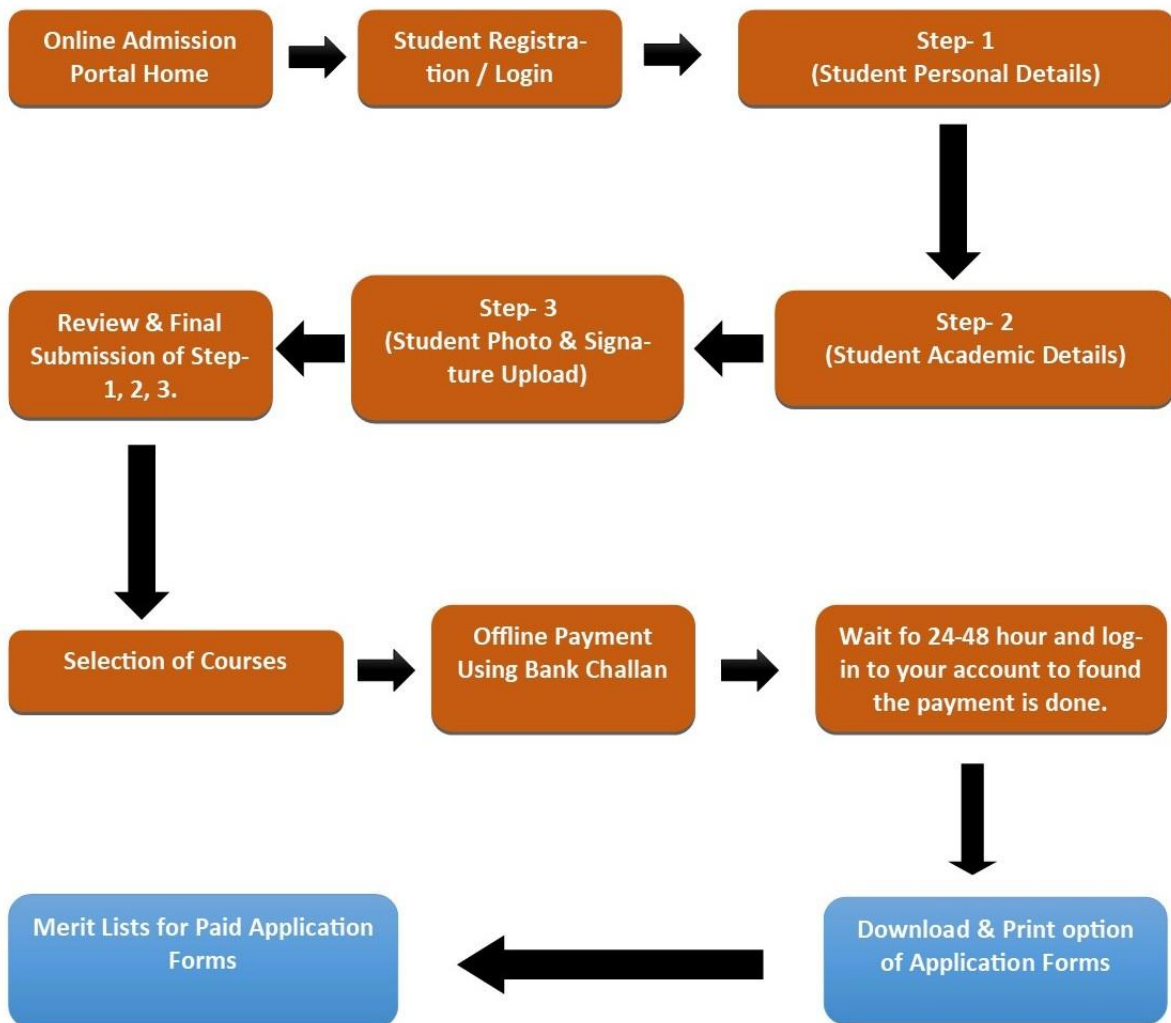 Online Admission
Portal Home
Student Registra-
tion / Login
Step- 1
(Student Personal Details)
Step- 2
(Student Academic Details)
Step- 3
(Student Photo & Signa-
ture Upload)
Review & Final
Submission of Step-
1, 2, 3.
Selection of Courses
Offline Payment
Using Bank Challan
Wait fo 24-48 hour and log-
in to your account to found
the payment is done.
Download & Print option
of Application Forms
Merit Lists for Paid Application
Forms